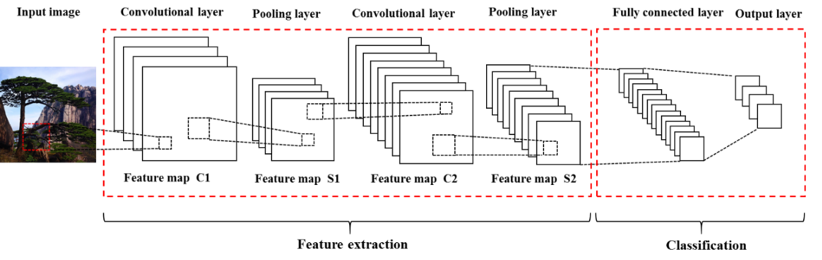 Input image
Convolutional layer
Pooling layer
Convolutional layer
Pooling layer
Fully connected layer
Output layer
Feature map C1
Feature map S1
Feature map C2
Feature map S2
Feature extraction
Classification